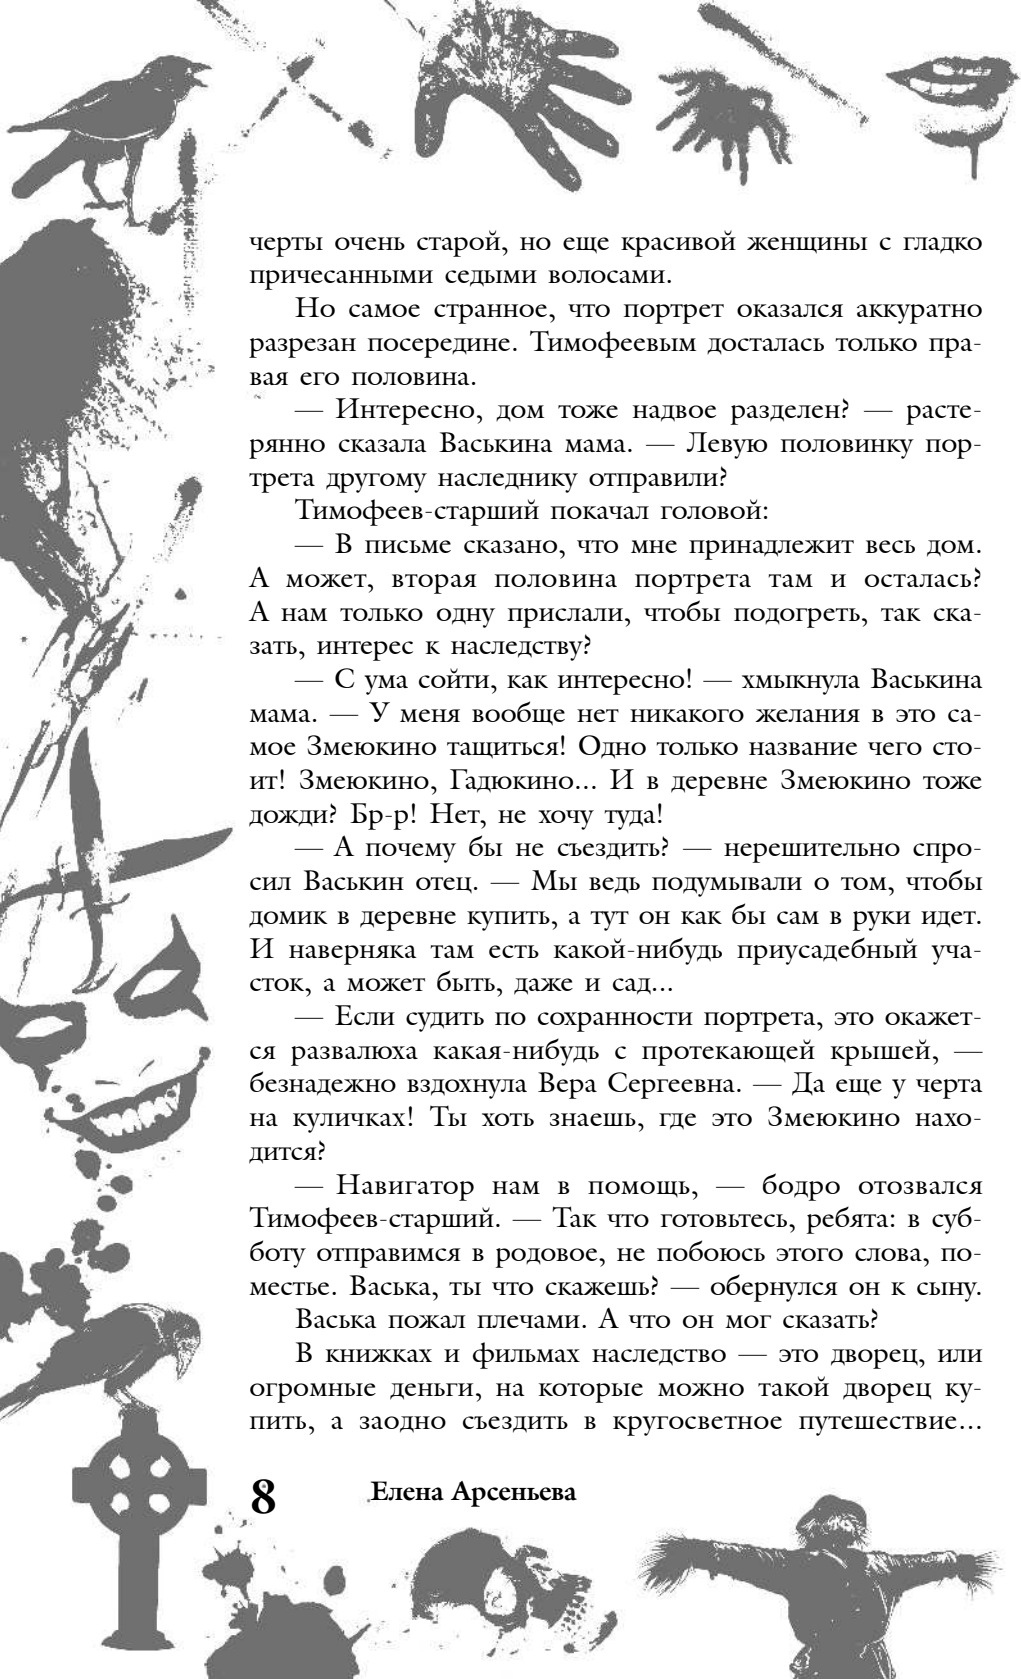 черты очень старой, но еще красивой женщины с гладко
причесанными седыми волосами.
Но самое странное, что портрет оказался аккуратно
разрезан посередине. Тимофеевым досталась только пра-
вая его половина.
— Интересно, дом тоже надвое разделен? — расте-
рянно сказала Васькина мама. — Левую половинку пор-
трета другому наследнику отправили?
Тимофеев-старший покачал головой:
— В письме сказано, что мне принадлежит весь дом.
А может, вторая половина портрета там и осталась?
А нам только одну прислали, чтобы подогреть, так ска-
зать, интерес к наследству?
— С ума сойти, как интересно! — хмыкнула Васькина
мама. — У меня вообще нет никакого желания в это са-
мое Змеюкино тащиться! Одно только название чего сто-
ит! Змеюкино, Гадюкино... И в деревне Змеюкино тоже
дожди? Бр-р! Нет, не хочу туда!
— А почему бы не съездить? — нерешительно спро-
сил Васькин отец. — Мы ведь подумывали о том, чтобы
домик в деревне купить, а тут он как бы сам в руки идет.
И наверняка там есть какой-нибудь приусадебный уча-
сток, а может быть, даже и сад...
— Если судить по сохранности портрета, это окажет-
ся развалюха какая-нибудь с протекающей крышей, —
безнадежно вздохнула Вера Сергеевна. — Да еще у черта
на куличках! Ты хоть знаешь, где это Змеюкино нахо-
дится?
— Навигатор нам в помощь, — бодро отозвался
Тимофеев-старший. — Так что готовьтесь, ребята: в суб-
боту отправимся в родовое, не побоюсь этого слова, по-
местье. Васька, ты что скажешь? — обернулся он к сыну.
Васька пожал плечами. А что он мог сказать?
В книжках и фильмах наследство — это дворец, или
огромные деньги, на которые можно такой дворец ку-
пить, а заодно съездить в кругосветное путешествие...
8 Елена Арсеньева